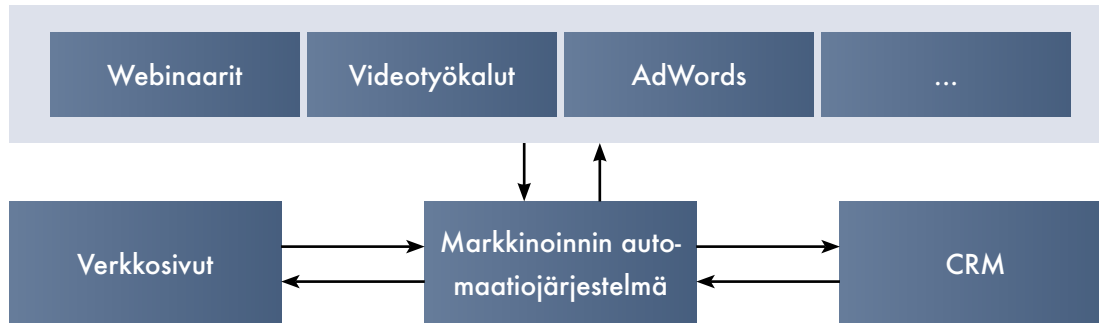 Webinaarit
Videotyökalut
AdWords
...
Verkkosivut
Markkinoinnin auto-
maatiojärjestelmä
CRM